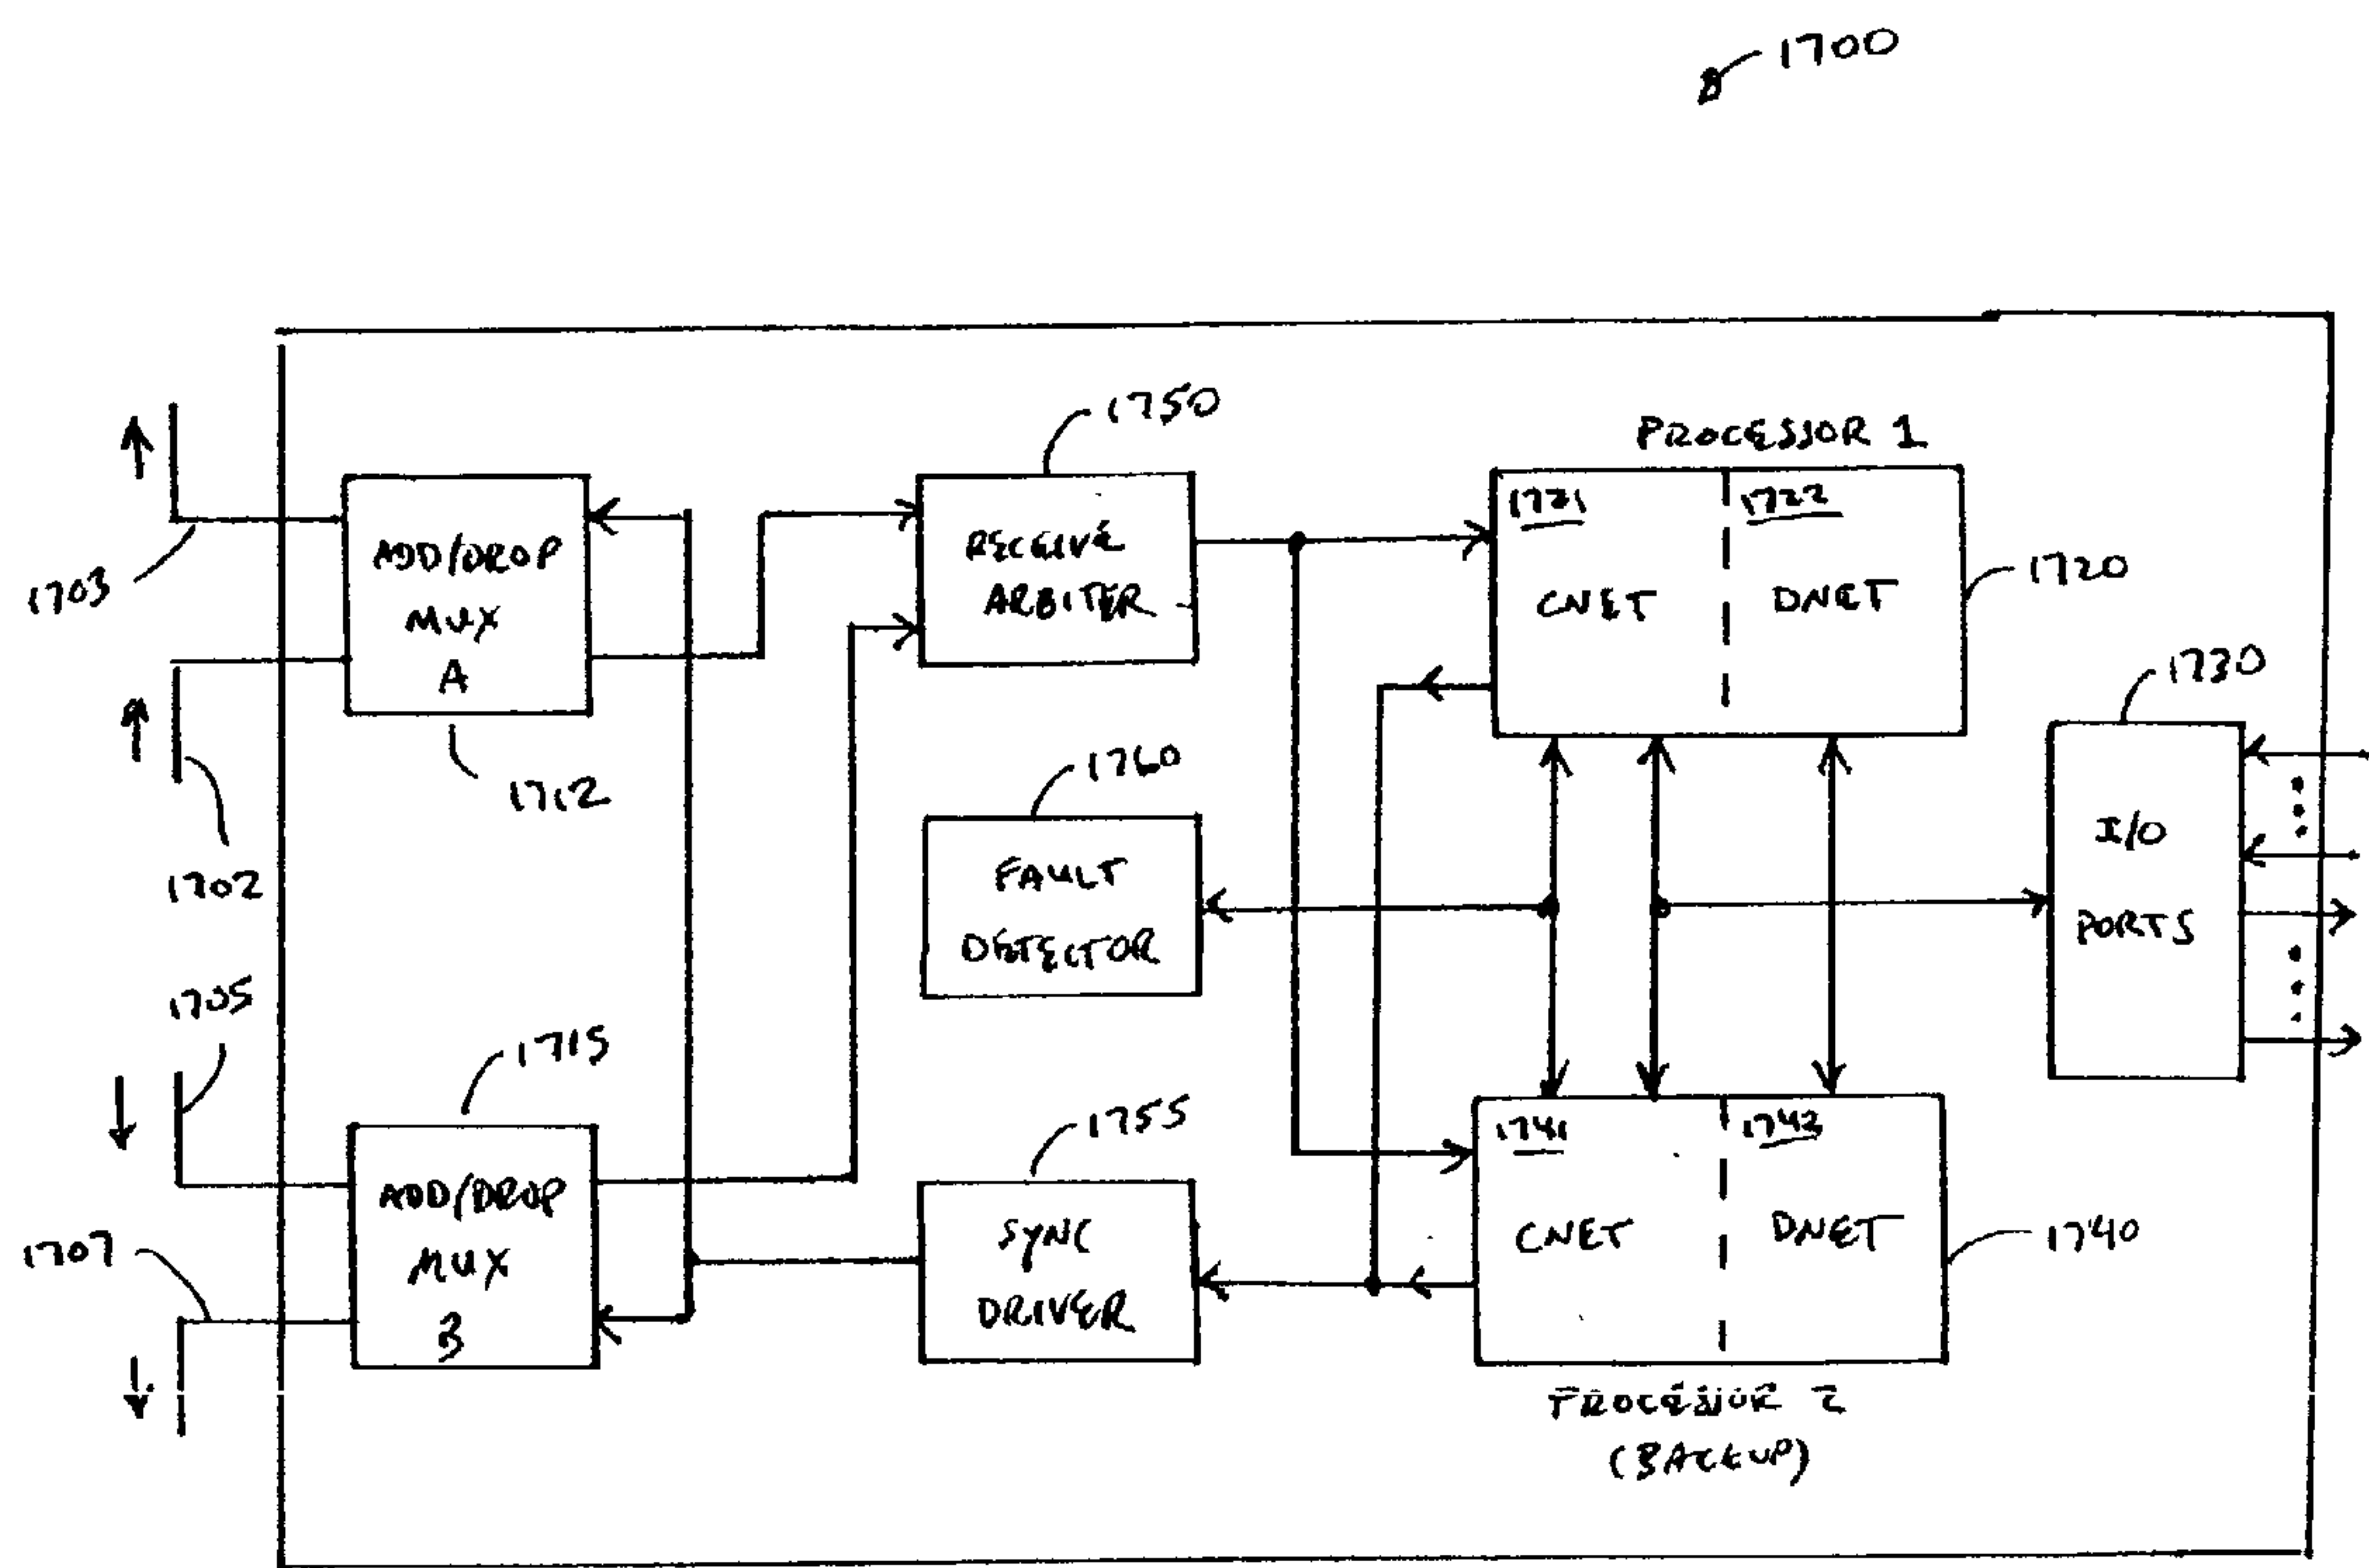 1700
1750
PROCESSOR 1
1703
ADD/DROP
MUX
A
1712
1702
RECEIVE
ARBITER
1721
1722
CNET
DNET
1720
1730
I/O
PORTS
1760
FAULT
DETECTOR
1705
1715
ADD/DROP
MUX
B
1707
1755
SYNC
DRIVER
1741
1742
CNET
DNET
1740
PROCESSOR 2
(BACKUP)